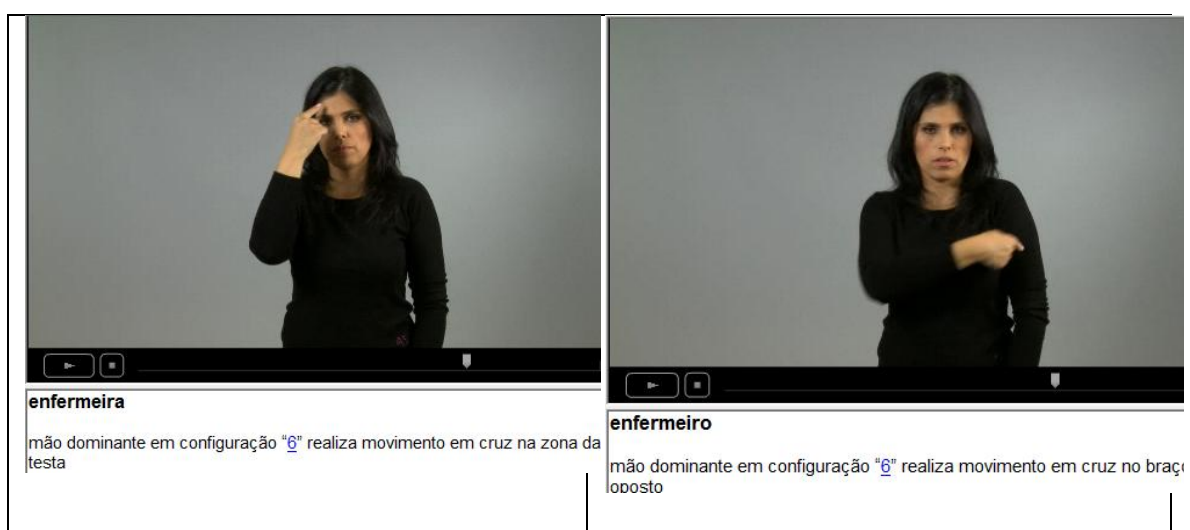 enfermeira
mão dominante em configuração “6” realiza movimento em cruz na zona da
testa
enfermeiro
mão dominante em configuração “6” realiza movimento em cruz no braço
oposto